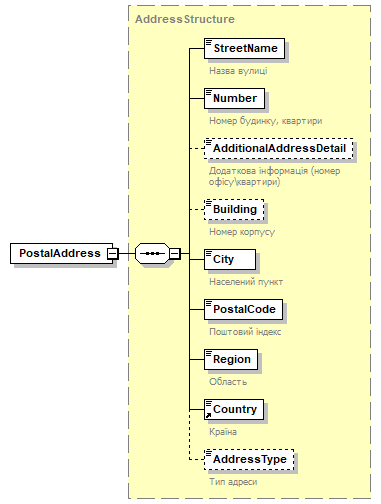 AddressStructure
StreetName
Назва вулиці
Number
Номер будинку, квартири
AdditionalAddressDetail
Додаткова інформація (номер
офісу\квартири)
Building
Номер корпусу
PostalAddress
City
Населений пункт
PostalCode
Поштовий індекс
Region
Область
Country
Країна
AddressType
Тип адреси